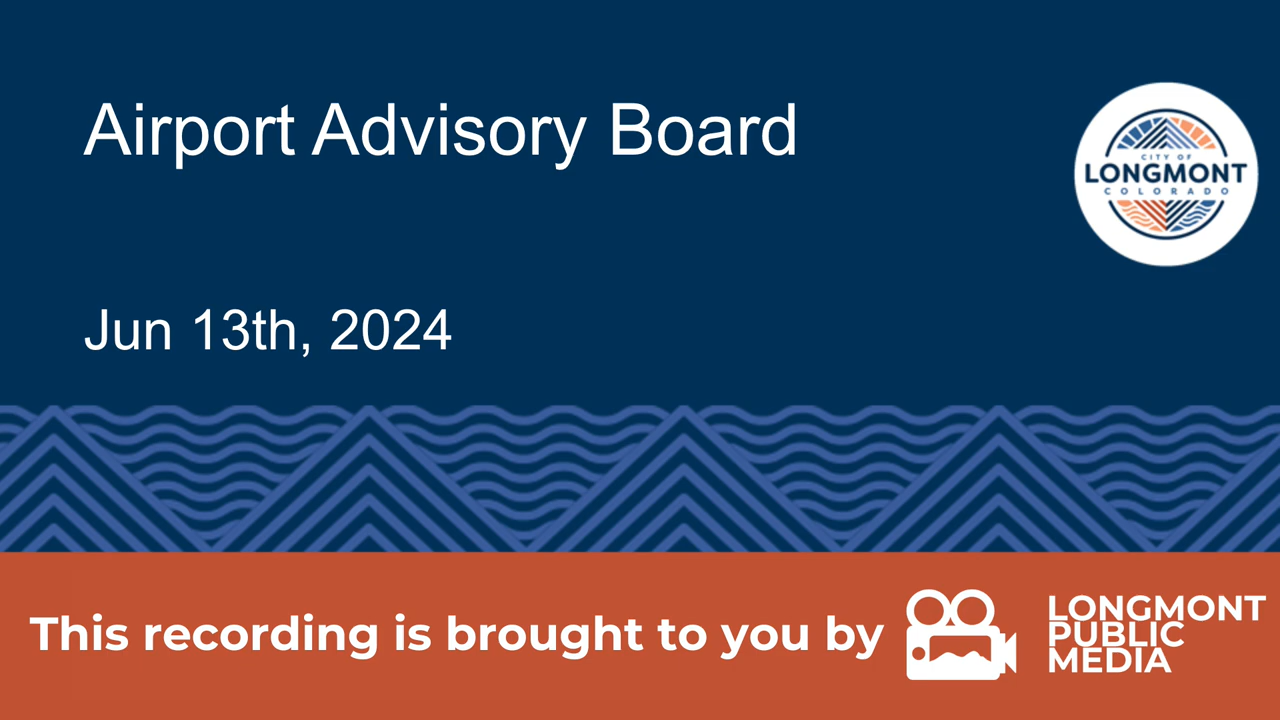 Airport Advisory Board
CITY OF
LONGMONT
COLORADO
Jun 13th, 2024
This recording is brought to you by
LONGMONT
PUBLIC
MEDIA